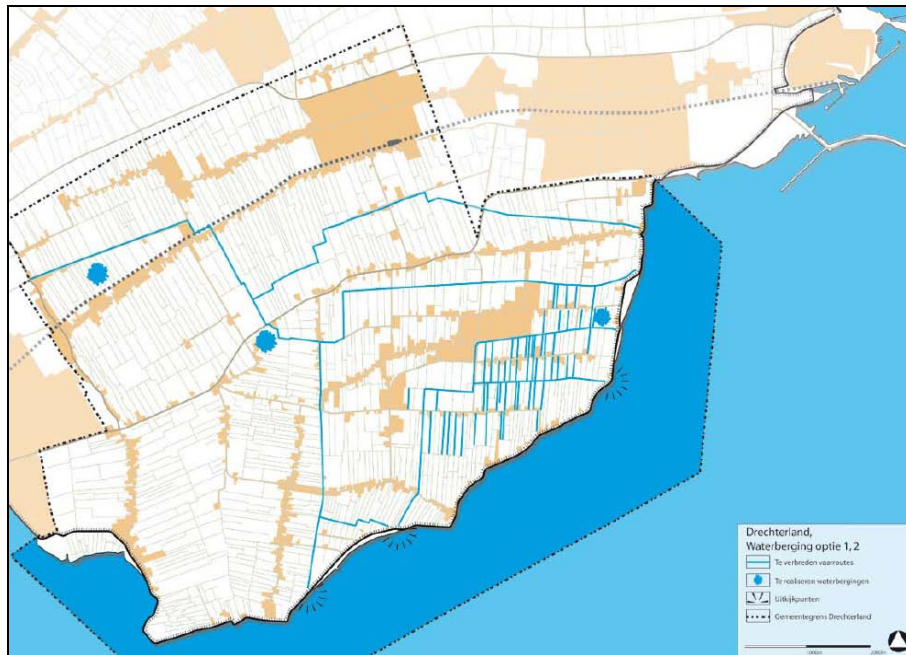 Drechterland,
Waterberging optie 1, 2
Te verbreden vaarroutes
Te realiseren waterbergingen
Uitkijkpunten
Gemeentegrens Drechterland